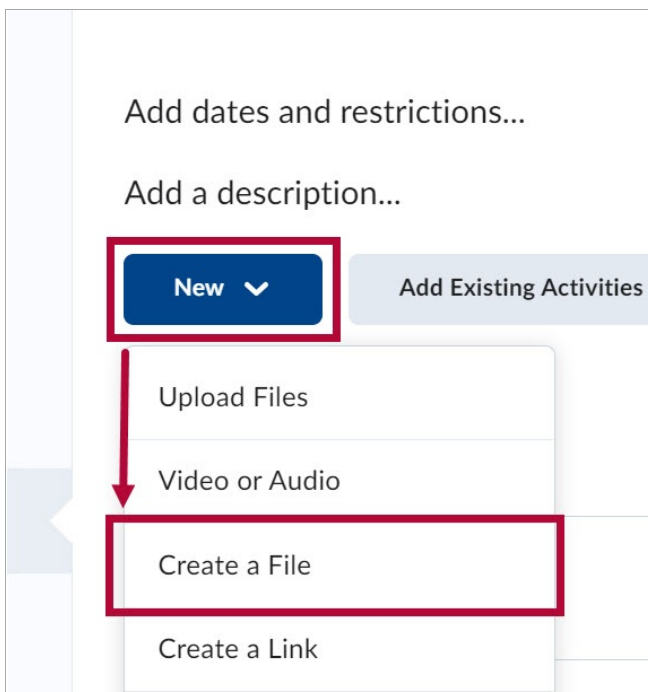 Add dates and restrictions...
Add a description...
New Add Existing Activities
Upload Files
Video or Audio
Create a File
Create a Link